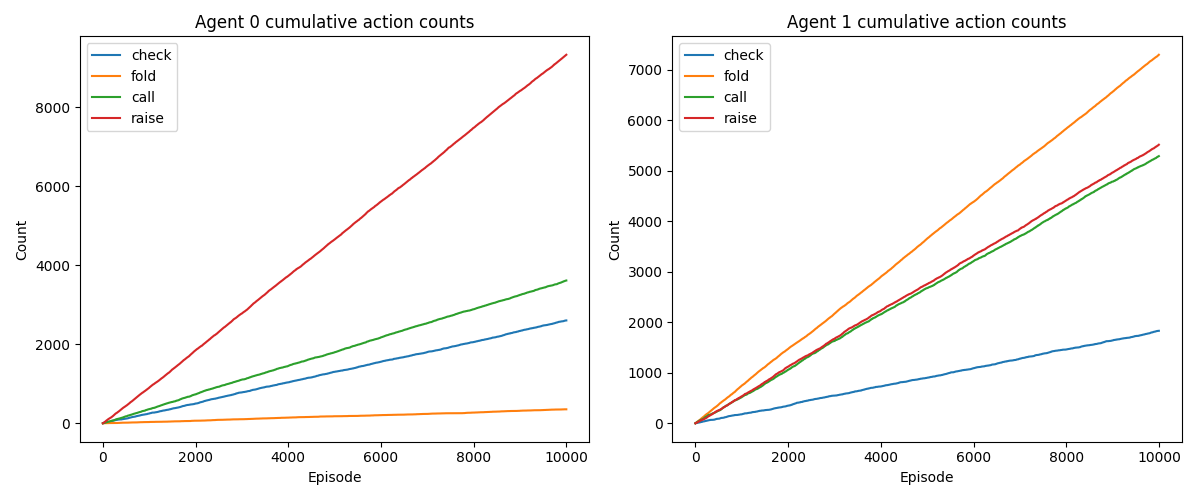 Agent 0 cumulative action counts
check
fold
call
raise
8000
6000
4000
2000
0
Count
0 2000 4000 6000 8000 10000
Episode
Agent 1 cumulative action counts
check
fold
call
raise
7000
6000
5000
4000
3000
2000
1000
0
Count
0 2000 4000 6000 8000 10000
Episode